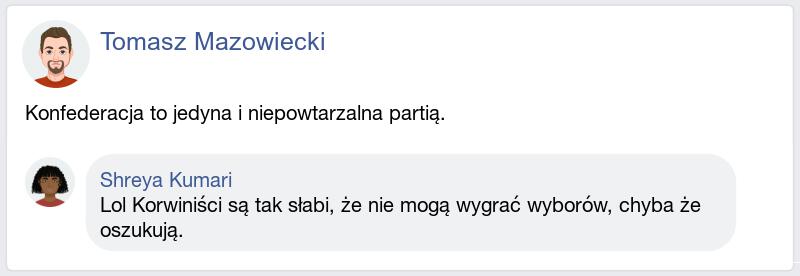 Tomasz Mazowiecki
Konfederacja to jedyna i niepowtarzalna partią.
Shreya Kumari
Lol Korwiniści są tak słabi, że nie mogą wygrać wyborów, chyba że
oszukują.